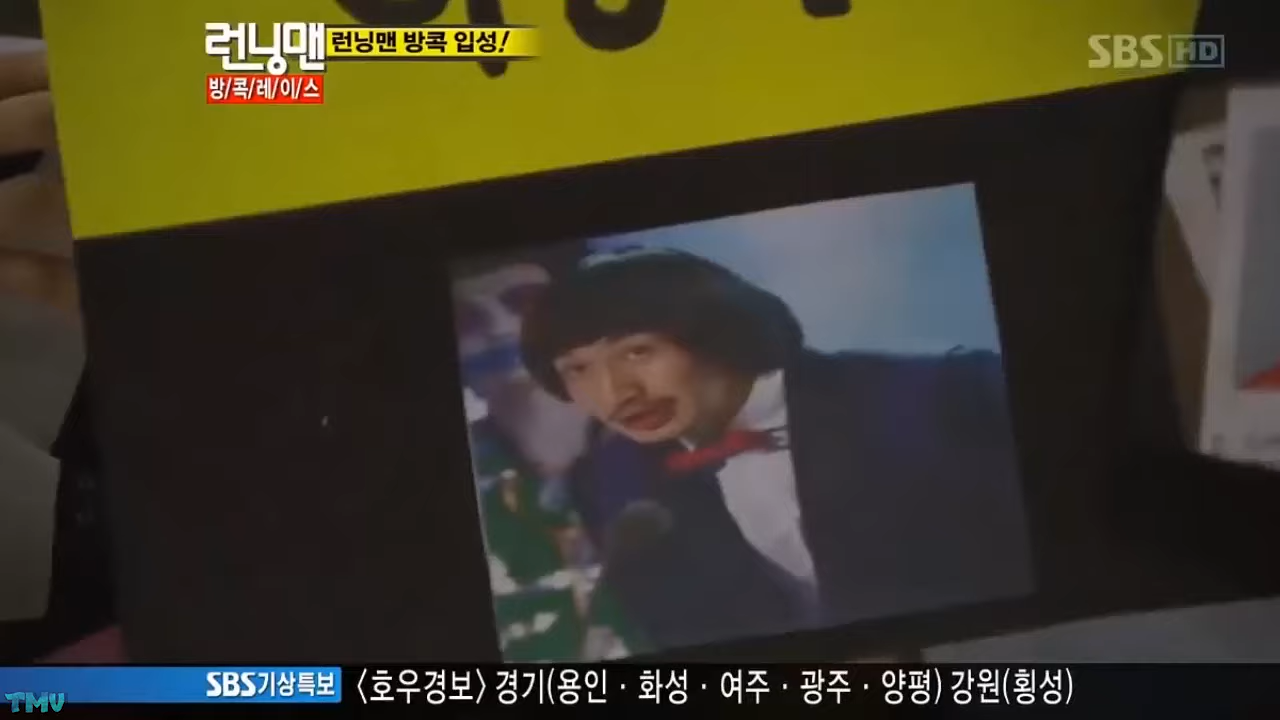 런닝맨 런닝맨 방콕 입성!
방/콕/레/이/스
SBS HD
SBS기상특보 〈호우경보〉 경기(용인 · 화성 · 여주 · 광주 · 양평) 강원(횡성)
TMV